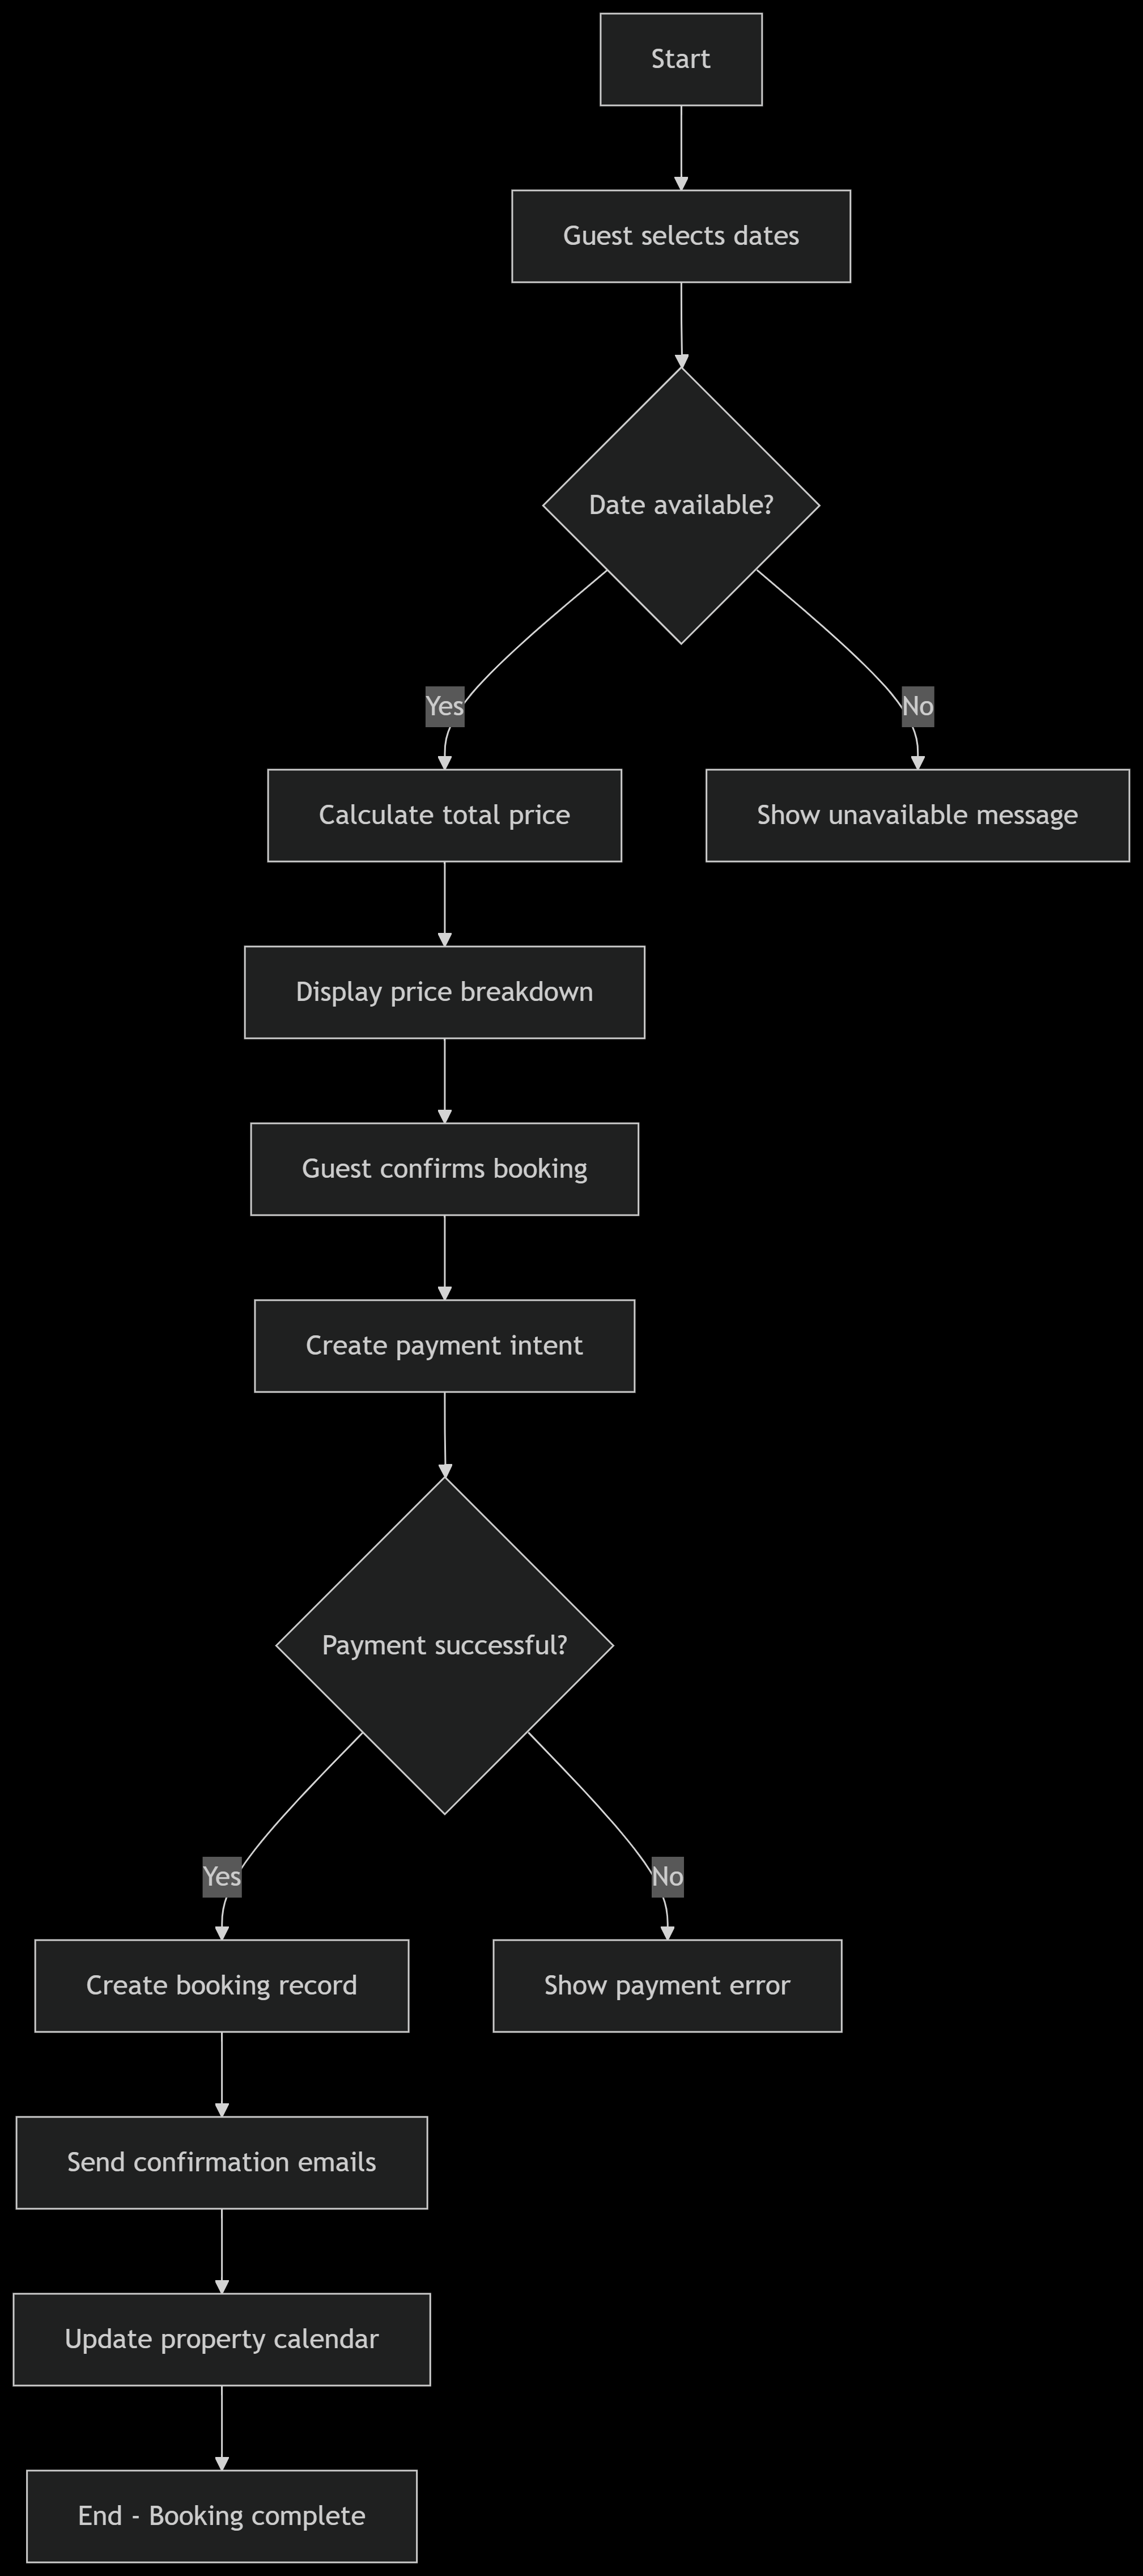 Start
Guest selects dates
Date available?
Yes
No
Calculate total price
Show unavailable message
Display price breakdown
Guest confirms booking
Create payment intent
Payment successful?
Yes
No
Create booking record
Show payment error
Send confirmation emails
Update property calendar
End - Booking complete